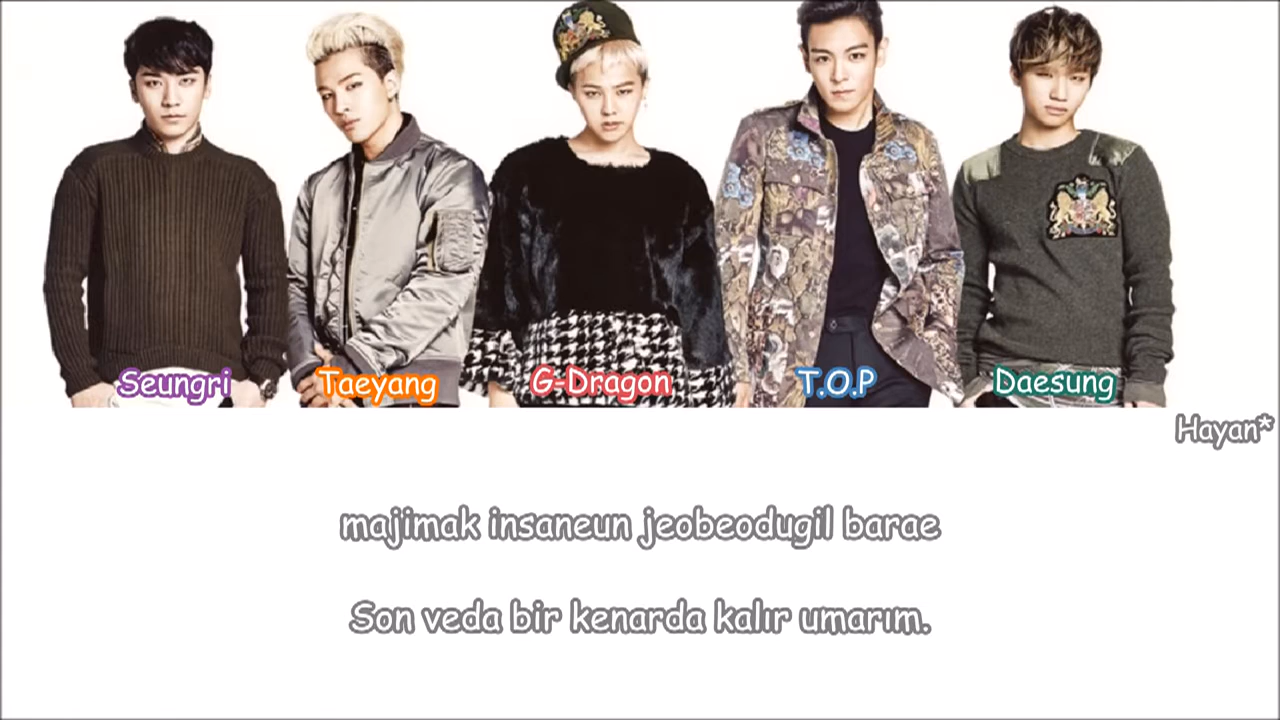 Seungri Taeyang G-Dragon T.O.P Daesung
Hayan*
majimak insaneun jeobeodugil barae
Son veda bir kenarda kalır umarım.